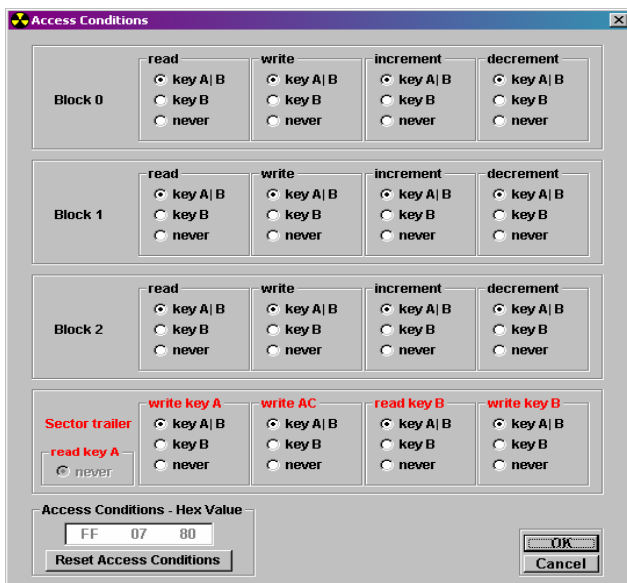 Access Conditions
read write increment decrement
key A| B key A| B key A| B key A| B
Block 0 key B key B key B key B
never never never never
read write increment decrement
key A| B key A| B key A| B key A| B
Block 1 key B key B key B key B
never never never never
read write increment decrement
key A| B key A| B key A| B key A| B
Block 2 key B key B key B key B
never never never never
write key A write AC read key B write key B
Sector trailer key A| B key A| B key A| B key A| B
read key A key B key B key B key B
never never never never never
Access Conditions - Hex Value
FF 07 80
Reset Access Conditions
OK
Cancel